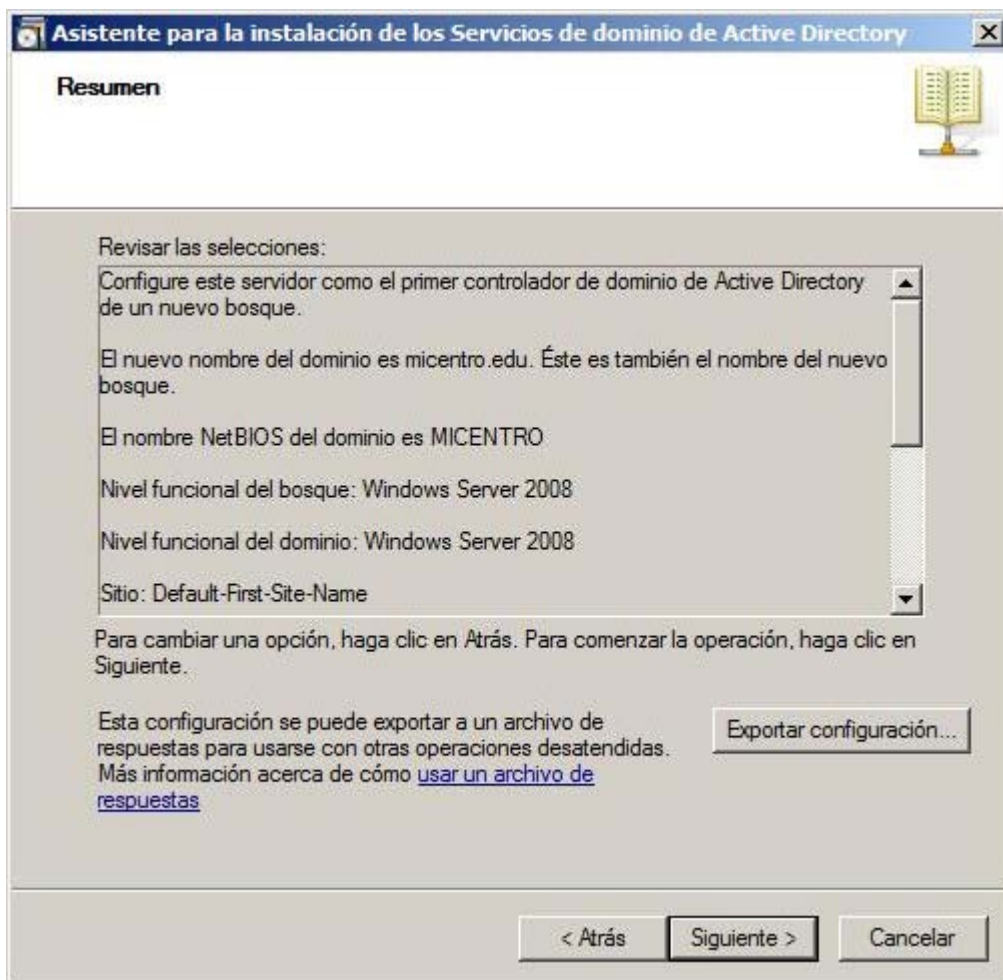 Asistente para la instalación de los Servicios de dominio de Active Directory
Resumen
Revisar las selecciones:
Configure este servidor como el primer controlador de dominio de Active Directory
de un nuevo bosque.
El nuevo nombre del dominio es micentro.edu. Éste es también el nombre del nuevo
bosque.
El nombre NetBIOS del dominio es MICENTRO
Nivel funcional del bosque: Windows Server 2008
Nivel funcional del dominio: Windows Server 2008
Sitio: Default-First-Site-Name
Para cambiar una opción, haga clic en Atrás. Para comenzar la operación, haga clic en
Siguiente.
Esta configuración se puede exportar a un archivo de
respuestas para usarse con otras operaciones desatendidas.
Más información acerca de cómo usar un archivo de
respuestas
Exportar configuración...
< Atrás
Siguiente >
Cancelar